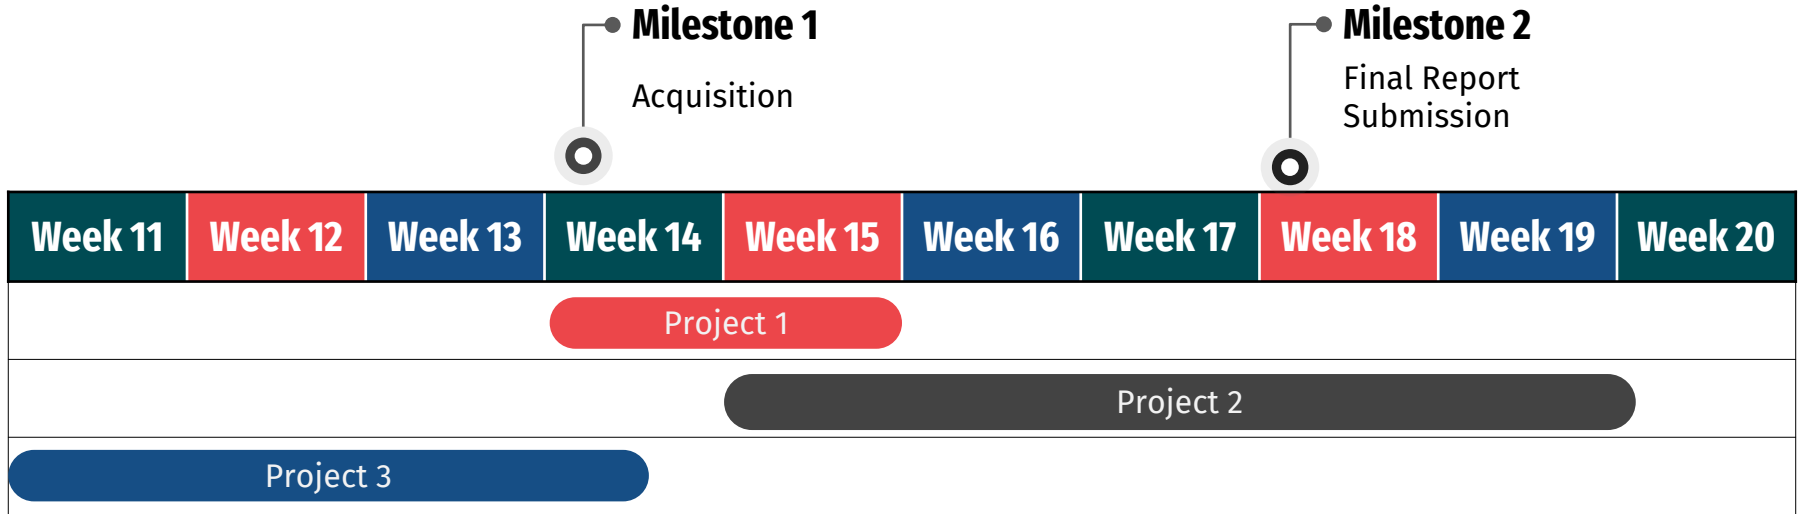 Milestone 1
Acquisition
Milestone 2
Final Report
Submission
Week 11
Week 12
Week 13
Week 14
Week 15
Week 16
Week 17
Week 18
Week 19
Week 20
Project 1
Project 2
Project 3